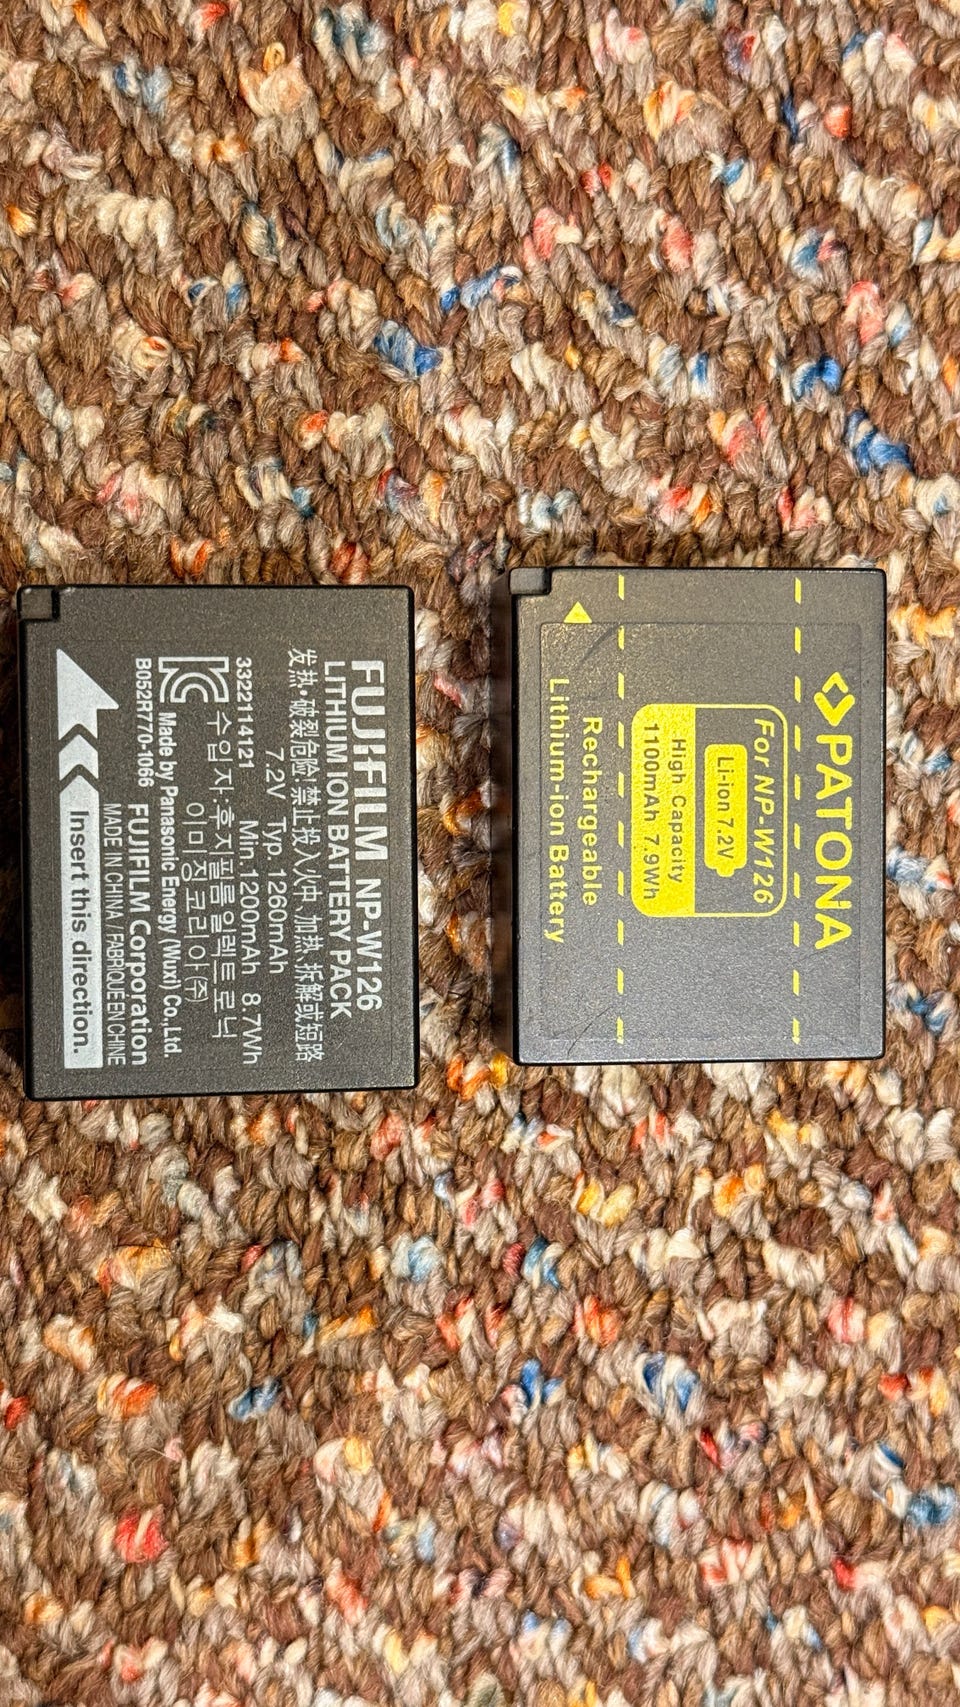 FUJIFILM NP-W126
LITHIUM ION BATTERY PACK
发热·破裂危险!禁止投入火中、加热、拆解或短路
7.2V Typ. 1260mAh
332211412I Min.1200mAh 8.7Wh
수입자:후지필름일렉트로닉
이미징코리아㈜
Made by Panasonic Energy (Wuxi) Co.,Ltd.
B052R770-1066 FUJIFILM Corporation
MADE IN CHINA / FABRIQUÉ EN CHINE
Insert this direction.
PATONA
For NP-W126
Li-ion 7.2V
High Capacity
1100mAh 7.9Wh
Rechargeable
Lithium-ion Battery